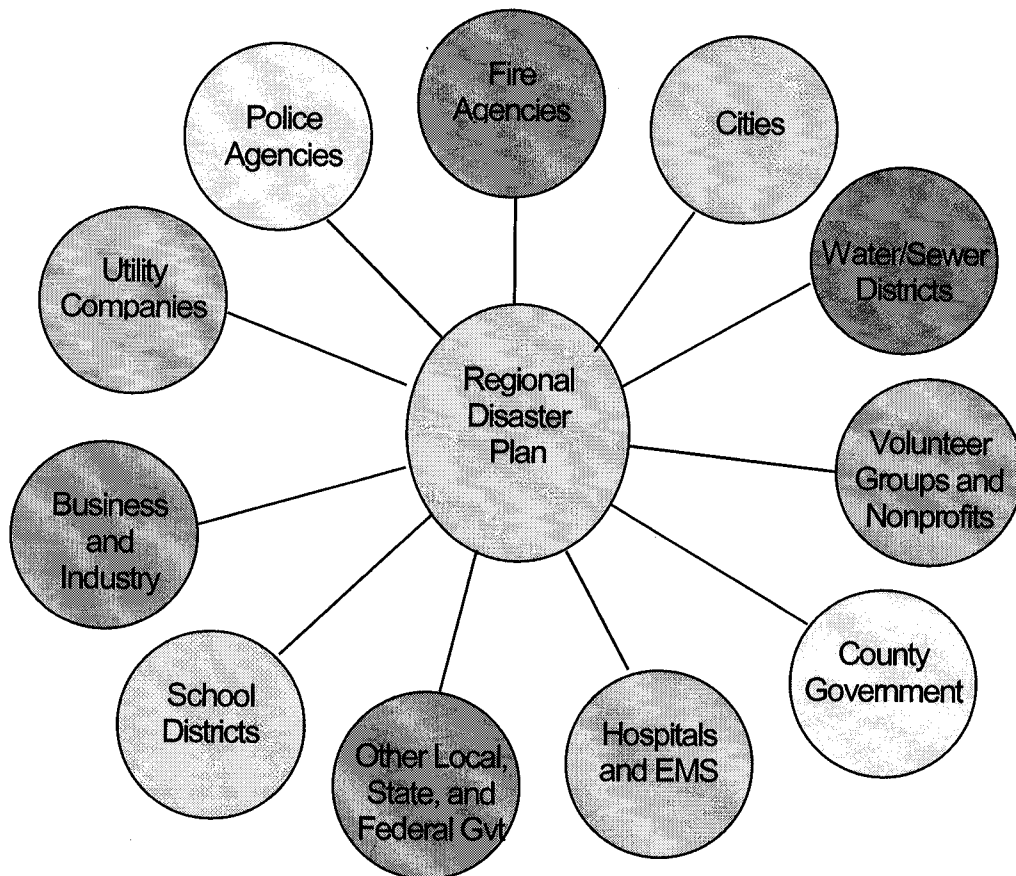 Fire
Agencies
Police
Agencies
Cities
Water/Sewer
Districts
Utility
Companies
Regional
Disaster
Plan
Volunteer
Groups and
Nonprofits
Business
and
Industry
County
Government
School
Districts
Hospitals
and EMS
Other Local,
State, and
Federal Gvt